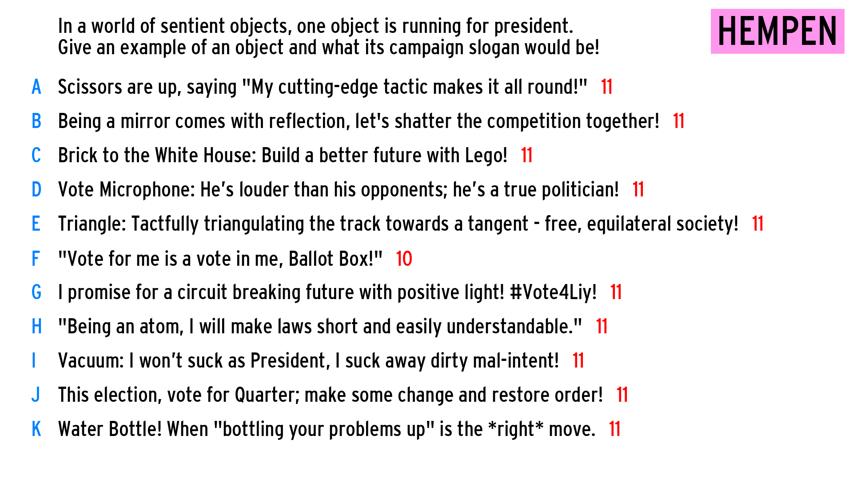 In a world of sentient objects, one object is running for president.
Give an example of an object and what its campaign slogan would be!
HEMPEN
A Scissors are up, saying "My cutting-edge tactic makes it all round!" 11
B Being a mirror comes with reflection, let's shatter the competition together! 11
C Brick to the White House: Build a better future with Lego! 11
D Vote Microphone: He's louder than his opponents; he's a true politician! 11
E Triangle: Tactfully triangulating the track towards a tangent - free, equilateral society! 11
F "Vote for me is a vote in me, Ballot Box!" 10
G I promise for a circuit breaking future with positive light! #Vote4Liy! 11
H "Being an atom, I will make laws short and easily understandable." 11
I Vacuum: I won't suck as President, I suck away dirty mal-intent! 11
J This election, vote for Quarter; make some change and restore order! 11
K Water Bottle! When "bottling your problems up" is the *right* move. 11